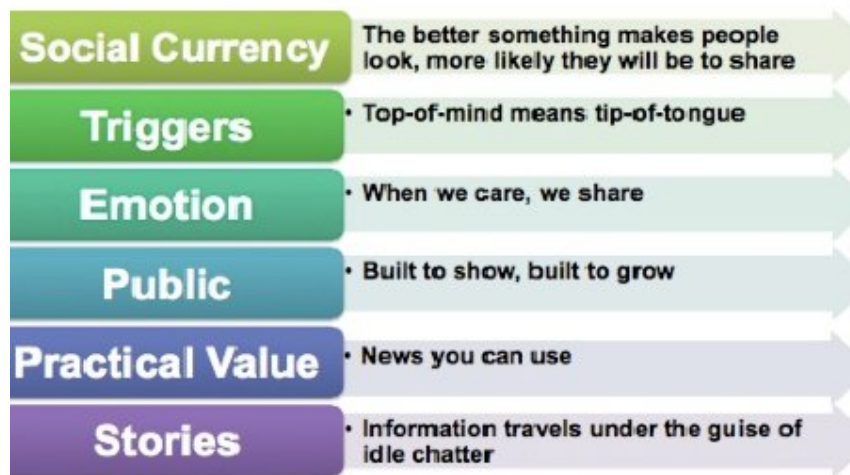 Social Currency
The better something makes people
look, more likely they will be to share
Triggers
• Top-of-mind means tip-of-tongue
Emotion
• When we care, we share
Public
• Built to show, built to grow
Practical Value
• News you can use
Stories
• Information travels under the guise of
idle chatter